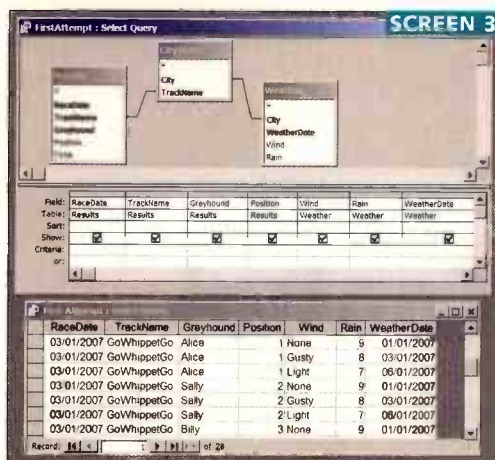 SCREEN 3
FirstAttempt : Select Query
*
City
TrackName
Weather
*
City
WeatherDate
Wind
Rain
RaceDate
TrackName
Greyhound
Position
Field: RaceDate TrackName Greyhound Position Wind Rain WeatherDate
Table: Results Results Results Results Weather Weather Weather
Sort:
Show:
Criteria:
or:
RaceDate TrackName Greyhound Position Wind Rain WeatherDate
03/01/2007 GoWhippetGo Alice 1 None 9 01/01/2007
03/01/2007 GoWhippetGo Alice 1 Gusty 8 03/01/2007
03/01/2007 GoWhippetGo Alice 1 Light 7 06/01/2007
03/01/2007 GoWhippetGo Sally 2 None 9 01/01/2007
03/01/2007 GoWhippetGo Sally 2 Gusty 8 03/01/2007
03/01/2007 GoWhippetGo Sally 2 Light 7 06/01/2007
03/01/2007 GoWhippetGo Billy 3 None 9 01/01/2007
Record: 1 of 28